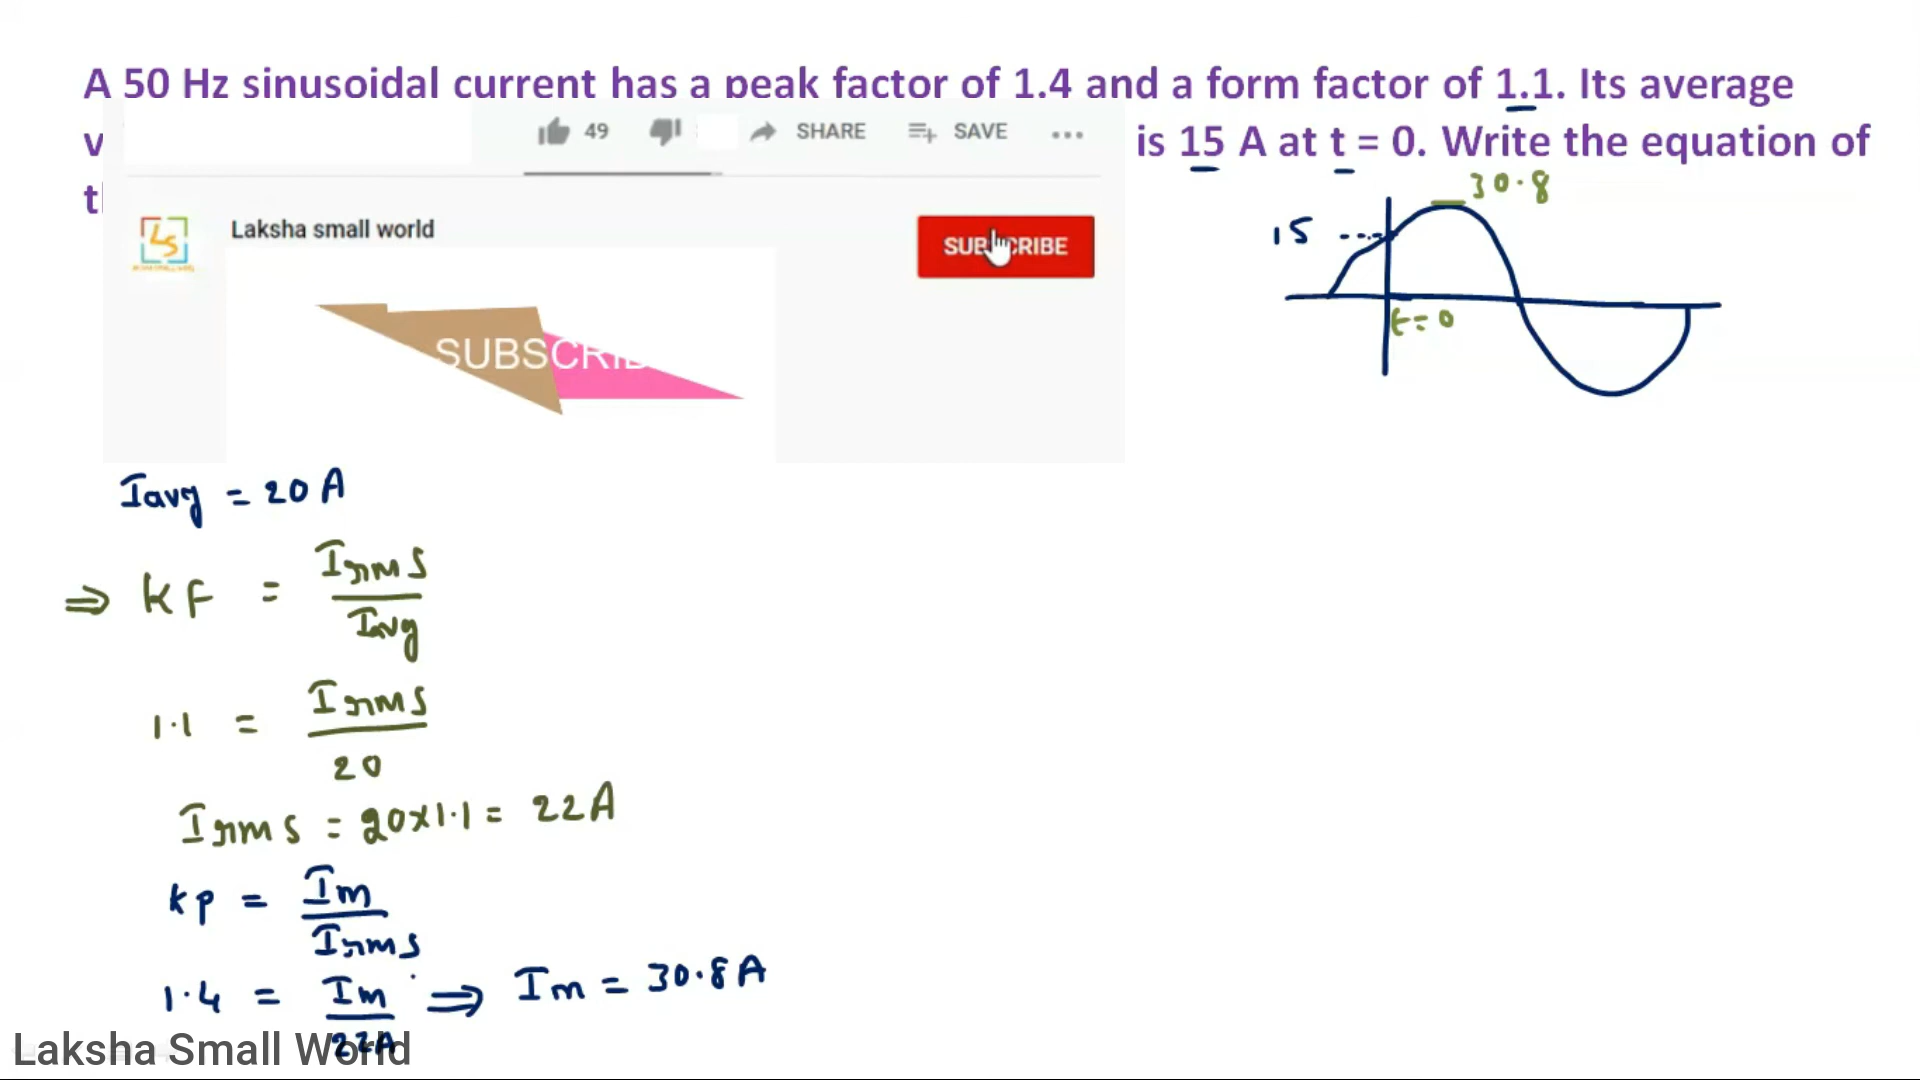 A 50 Hz sinusoidal current has a peak factor of 1.4 and a form factor of 1.1. Its average
is 15 A at t = 0. Write the equation of
49 SHARE SAVE ...
Laksha small world
SUBSCRIBE
SUBSCRIB
30.8
15
t=0
Iavg = 20 A
⇒ KF = Irms / Iavg
1.1 = Irms / 20
Irms = 20×1.1 = 22A
kp = Im / Irms
1.4 = Im / 22A ⇒ Im = 30.8 A
Laksha Small World